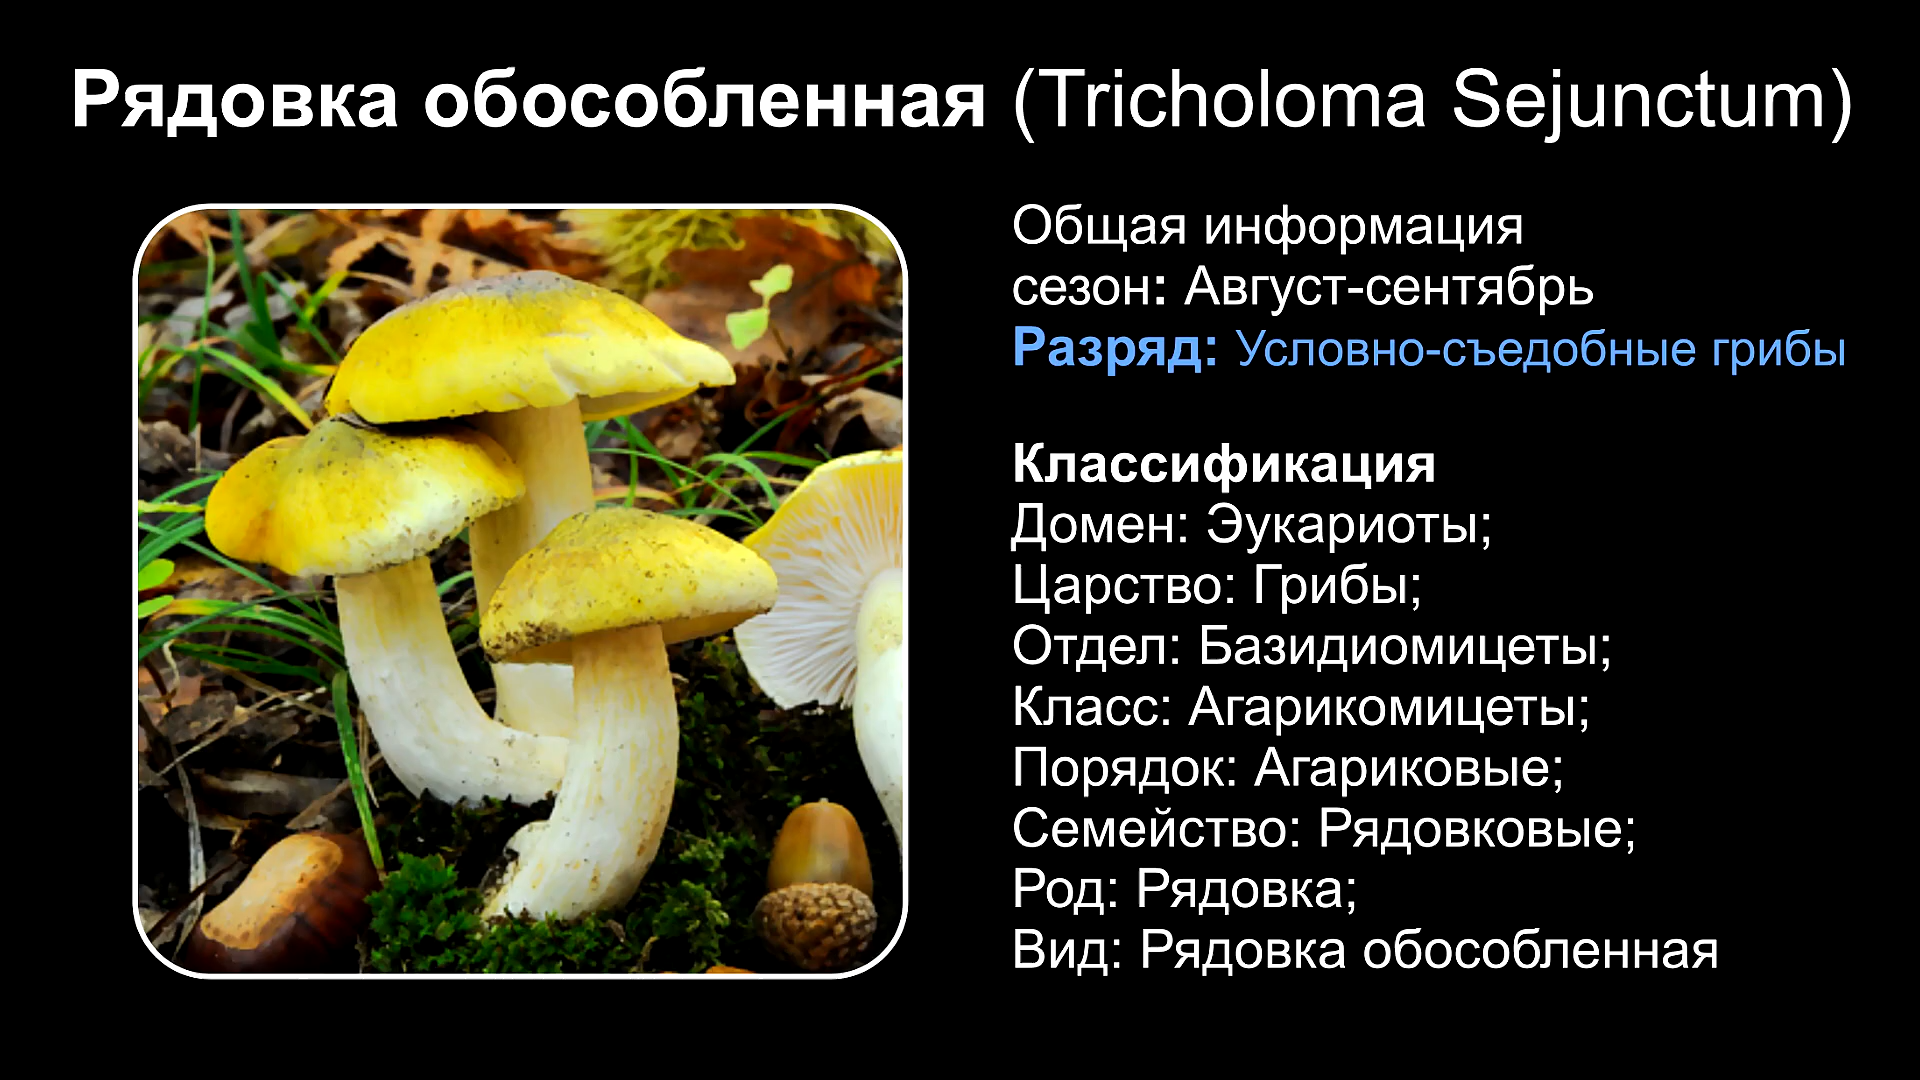 Рядовка обособленная (Tricholoma Sejunctum)
Общая информация
сезон: Август-сентябрь
Разряд: Условно-съедобные грибы
Классификация
Домен: Эукариоты;
Царство: Грибы;
Отдел: Базидиомицеты;
Класс: Агарикомицеты;
Порядок: Агариковые;
Семейство: Рядовковые;
Род: Рядовка;
Вид: Рядовка обособленная